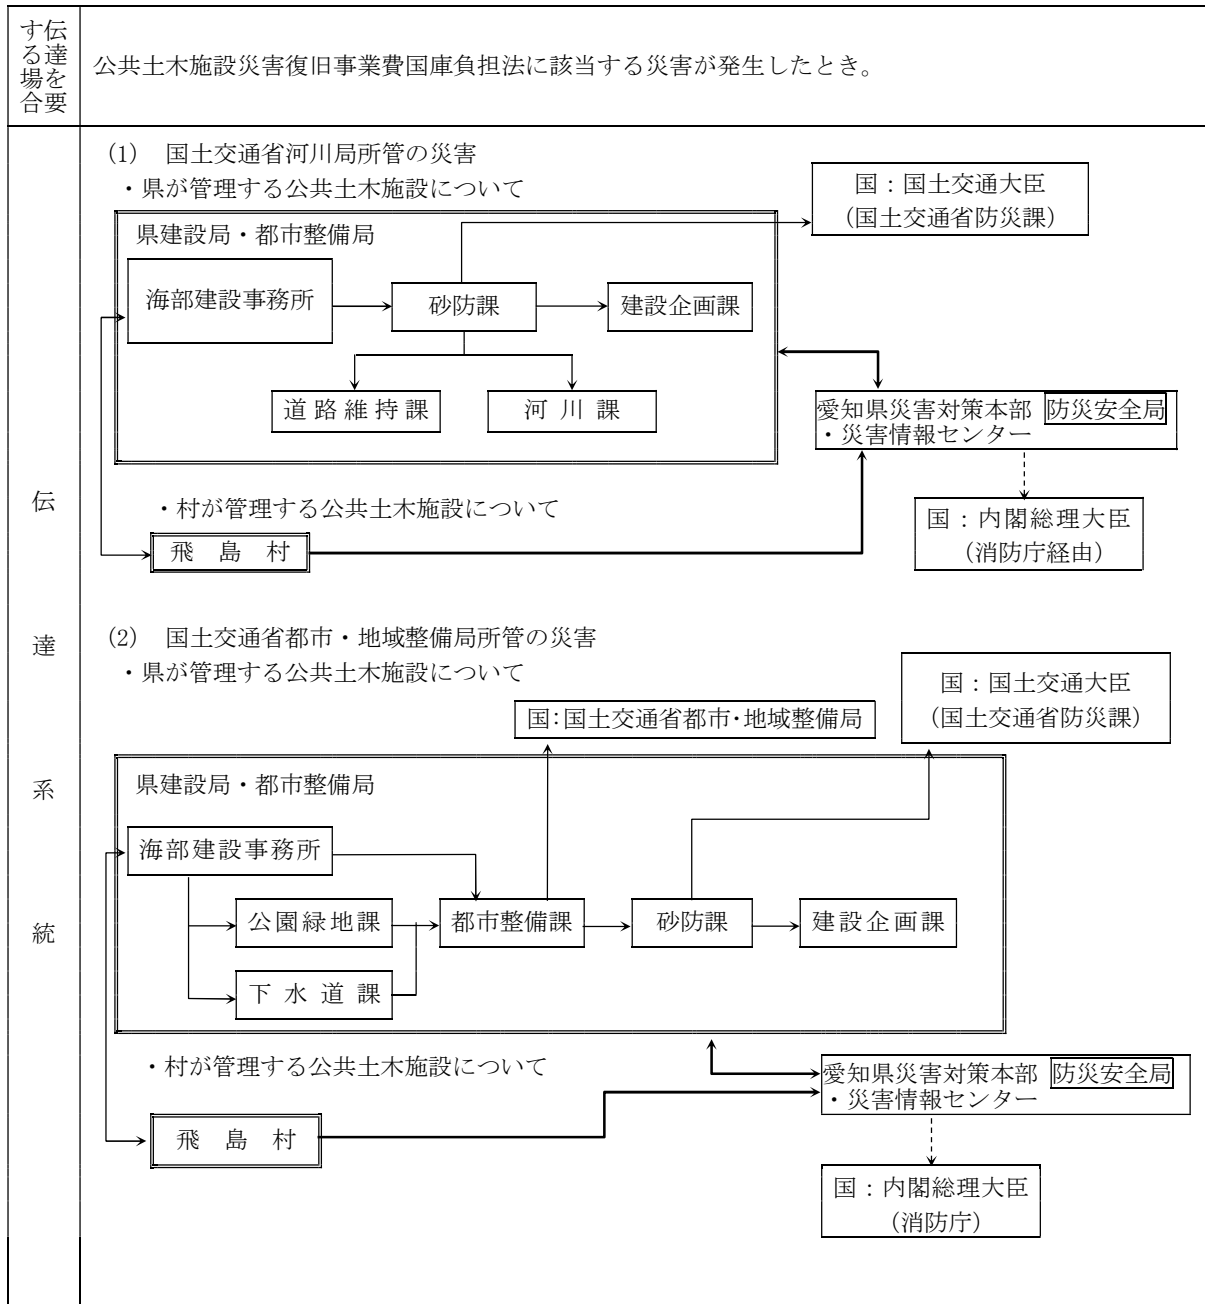 伝達を要
する場合
公共土木施設災害復旧事業費国庫負担法に該当する災害が発生したとき。
伝達系統
(1) 国土交通省河川局所管の災害
・県が管理する公共土木施設について
国：国土交通大臣
（国土交通省防災課）
県建設局・都市整備局
海部建設事務所
砂防課
建設企画課
道路維持課
河川課
愛知県災害対策本部 防災安全局
・災害情報センター
・村が管理する公共土木施設について
飛島村
国：内閣総理大臣
（消防庁経由）
(2) 国土交通省都市・地域整備局所管の災害
・県が管理する公共土木施設について
国：国土交通大臣
（国土交通省防災課）
国：国土交通省都市・地域整備局
県建設局・都市整備局
海部建設事務所
公園緑地課
都市整備課
砂防課
建設企画課
下水道課
・村が管理する公共土木施設について
愛知県災害対策本部 防災安全局
・災害情報センター
飛島村
国：内閣総理大臣
（消防庁）